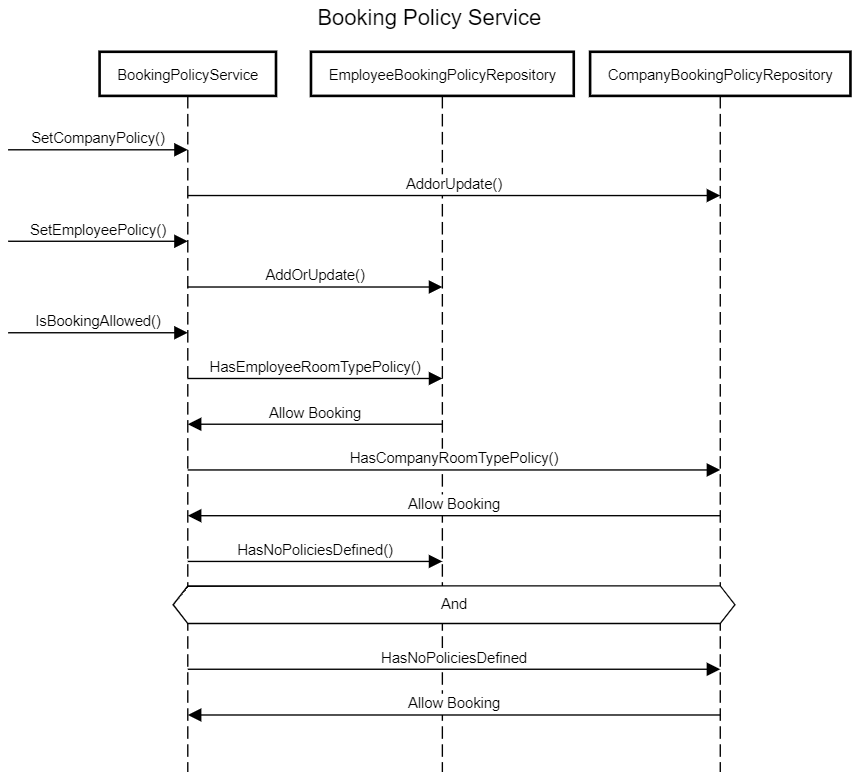 Booking Policy Service
BookingPolicyService
EmployeeBookingPolicyRepository
CompanyBookingPolicyRepository
SetCompanyPolicy()
AddorUpdate()
SetEmployeePolicy()
AddOrUpdate()
IsBookingAllowed()
HasEmployeeRoomTypePolicy()
Allow Booking
HasCompanyRoomTypePolicy()
Allow Booking
HasNoPoliciesDefined()
And
HasNoPoliciesDefined
Allow Booking